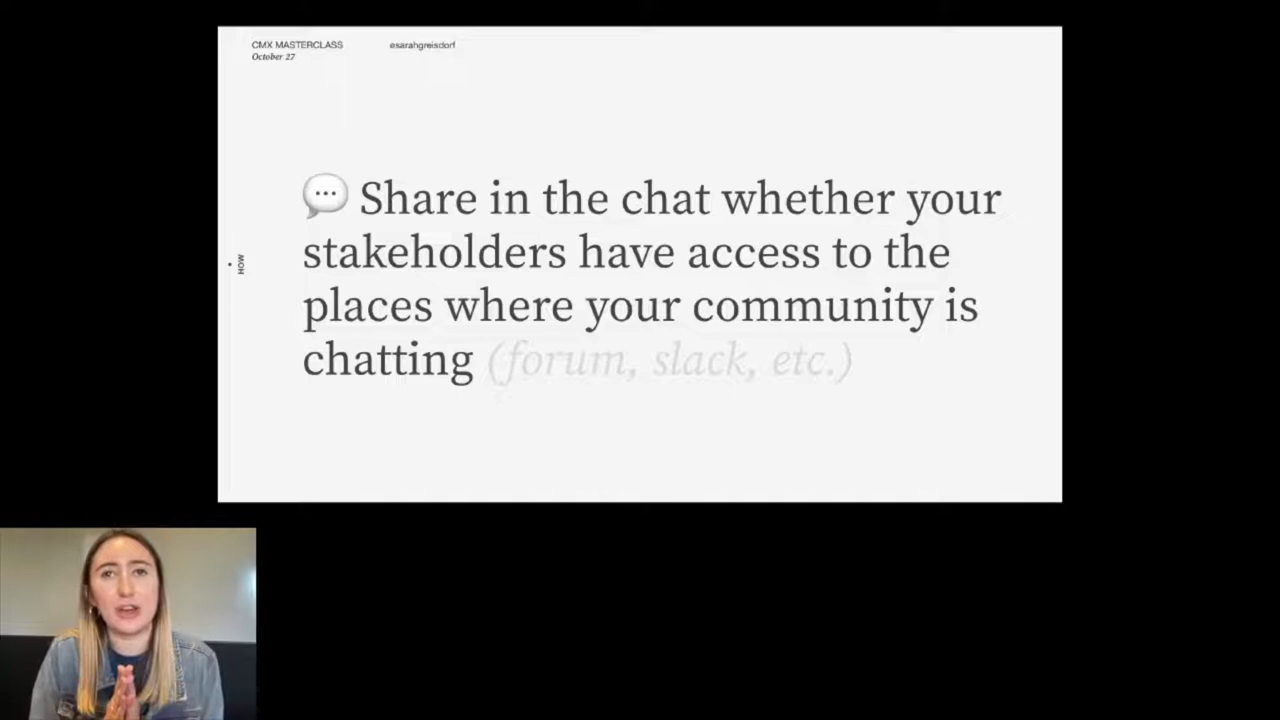 CMX MASTERCLASS
@sarahgreisdorf
October 27
💬 Share in the chat whether your
stakeholders have access to the
places where your community is
chatting (forum, slack, etc.)
HOW